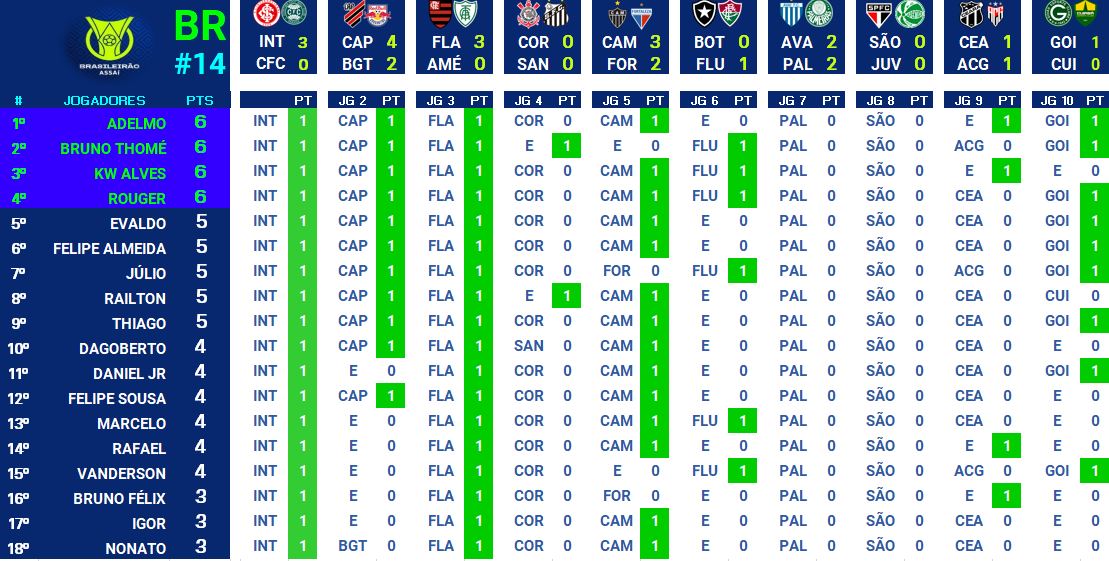 BR
#14
BRASILEIRÃO
ASSAÍ
INT 3 CAP 4 FLA 3 COR 0 CAM 3 BOT 0 AVA 2 SÃO 0 CEA 1 GOI 1
CFC 0 BGT 2 AMÉ 0 SAN 0 FOR 2 FLU 1 PAL 2 JUV 0 ACG 1 CUI 0
# JOGADORES PTS PT JG 2 PT JG 3 PT JG 4 PT JG 5 PT JG 6 PT JG 7 PT JG 8 PT JG 9 PT JG 10 PT
1º ADELMO 6 INT 1 CAP 1 FLA 1 COR 0 CAM 1 E 0 PAL 0 SÃO 0 E 1 GOI 1
2º BRUNO THOMÉ 6 INT 1 CAP 1 FLA 1 E 1 E 0 FLU 1 PAL 0 SÃO 0 ACG 0 GOI 1
3º KW ALVES 6 INT 1 CAP 1 FLA 1 COR 0 CAM 1 FLU 1 PAL 0 SÃO 0 E 1 E 0
4º ROUGER 6 INT 1 CAP 1 FLA 1 COR 0 CAM 1 FLU 1 PAL 0 SÃO 0 CEA 0 GOI 1
5º EVALDO 5 INT 1 CAP 1 FLA 1 COR 0 CAM 1 E 0 PAL 0 SÃO 0 CEA 0 GOI 1
6º FELIPE ALMEIDA 5 INT 1 CAP 1 FLA 1 COR 0 CAM 1 E 0 PAL 0 SÃO 0 CEA 0 GOI 1
7º JÚLIO 5 INT 1 CAP 1 FLA 1 COR 0 FOR 0 FLU 1 PAL 0 SÃO 0 ACG 0 GOI 1
8º RAILTON 5 INT 1 CAP 1 FLA 1 E 1 CAM 1 E 0 PAL 0 SÃO 0 CEA 0 CUI 0
9º THIAGO 5 INT 1 CAP 1 FLA 1 COR 0 CAM 1 E 0 PAL 0 SÃO 0 CEA 0 GOI 1
10º DAGOBERTO 4 INT 1 CAP 1 FLA 1 SAN 0 CAM 1 E 0 PAL 0 SÃO 0 CEA 0 E 0
11º DANIEL JR 4 INT 1 E 0 FLA 1 COR 0 CAM 1 E 0 PAL 0 SÃO 0 CEA 0 GOI 1
12º FELIPE SOUSA 4 INT 1 CAP 1 FLA 1 COR 0 CAM 1 E 0 PAL 0 SÃO 0 CEA 0 E 0
13º MARCELO 4 INT 1 E 0 FLA 1 COR 0 CAM 1 FLU 1 PAL 0 SÃO 0 CEA 0 E 0
14º RAFAEL 4 INT 1 E 0 FLA 1 COR 0 CAM 1 E 0 PAL 0 SÃO 0 E 1 E 0
15º VANDERSON 4 INT 1 E 0 FLA 1 COR 0 E 0 FLU 1 PAL 0 SÃO 0 ACG 0 GOI 1
16º BRUNO FÉLIX 3 INT 1 E 0 FLA 1 COR 0 FOR 0 E 0 PAL 0 SÃO 0 E 1 E 0
17º IGOR 3 INT 1 E 0 FLA 1 COR 0 CAM 1 E 0 PAL 0 SÃO 0 CEA 0 E 0
18º NONATO 3 INT 1 BGT 0 FLA 1 COR 0 CAM 1 E 0 PAL 0 SÃO 0 CEA 0 E 0